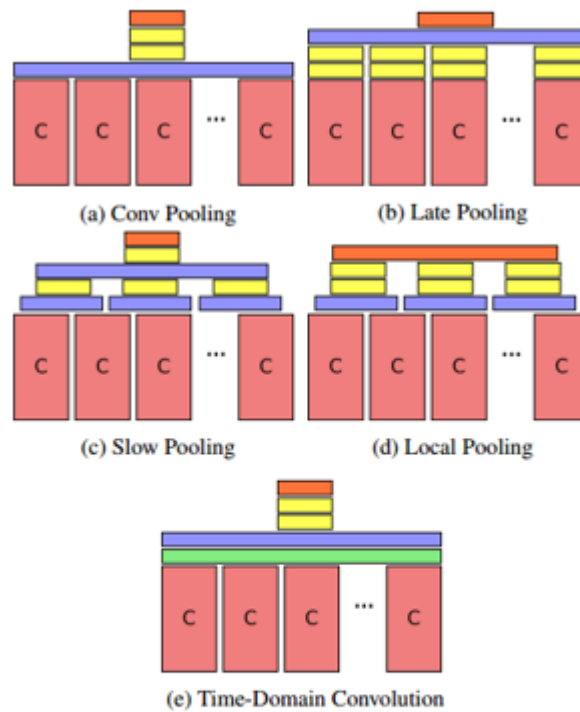 C C C ... C
C C C ... C
(a) Conv Pooling
(b) Late Pooling
C C C ... C
C C C ... C
(c) Slow Pooling
(d) Local Pooling
C C C ... C
(e) Time-Domain Convolution